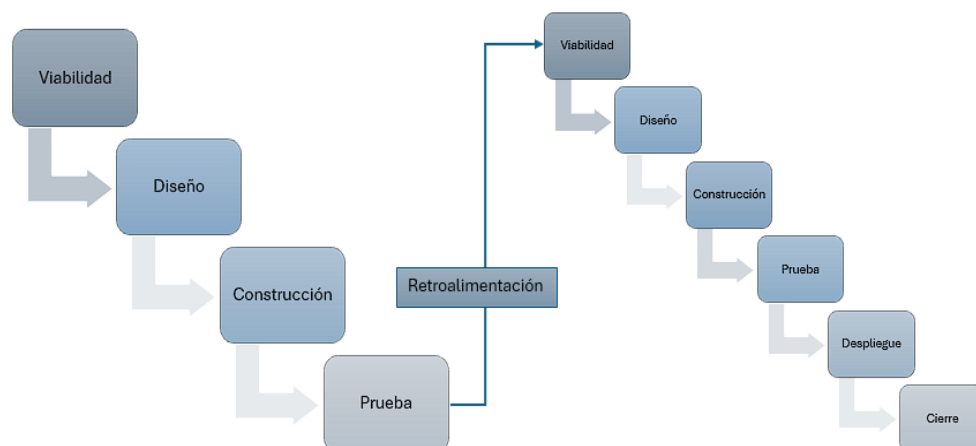 Viabilidad
Diseño
Construcción
Prueba
Retroalimentación
Viabilidad
Diseño
Construcción
Prueba
Despliegue
Cierre